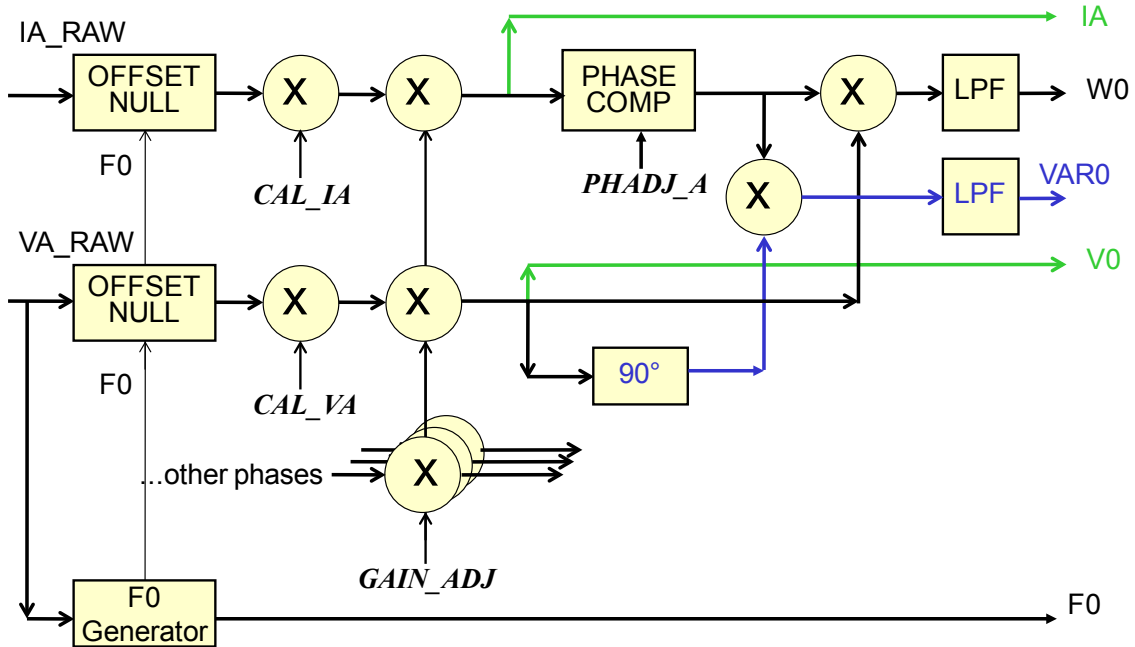 IA_RAW
IA
OFFSET
NULL
X
X
PHASE
COMP
X
LPF
W0
F0
CAL_IA
PHADJ_A
X
LPF
VAR0
VA_RAW
V0
OFFSET
NULL
X
X
F0
CAL_VA
90°
...other phases
X
GAIN_ADJ
F0
Generator
F0